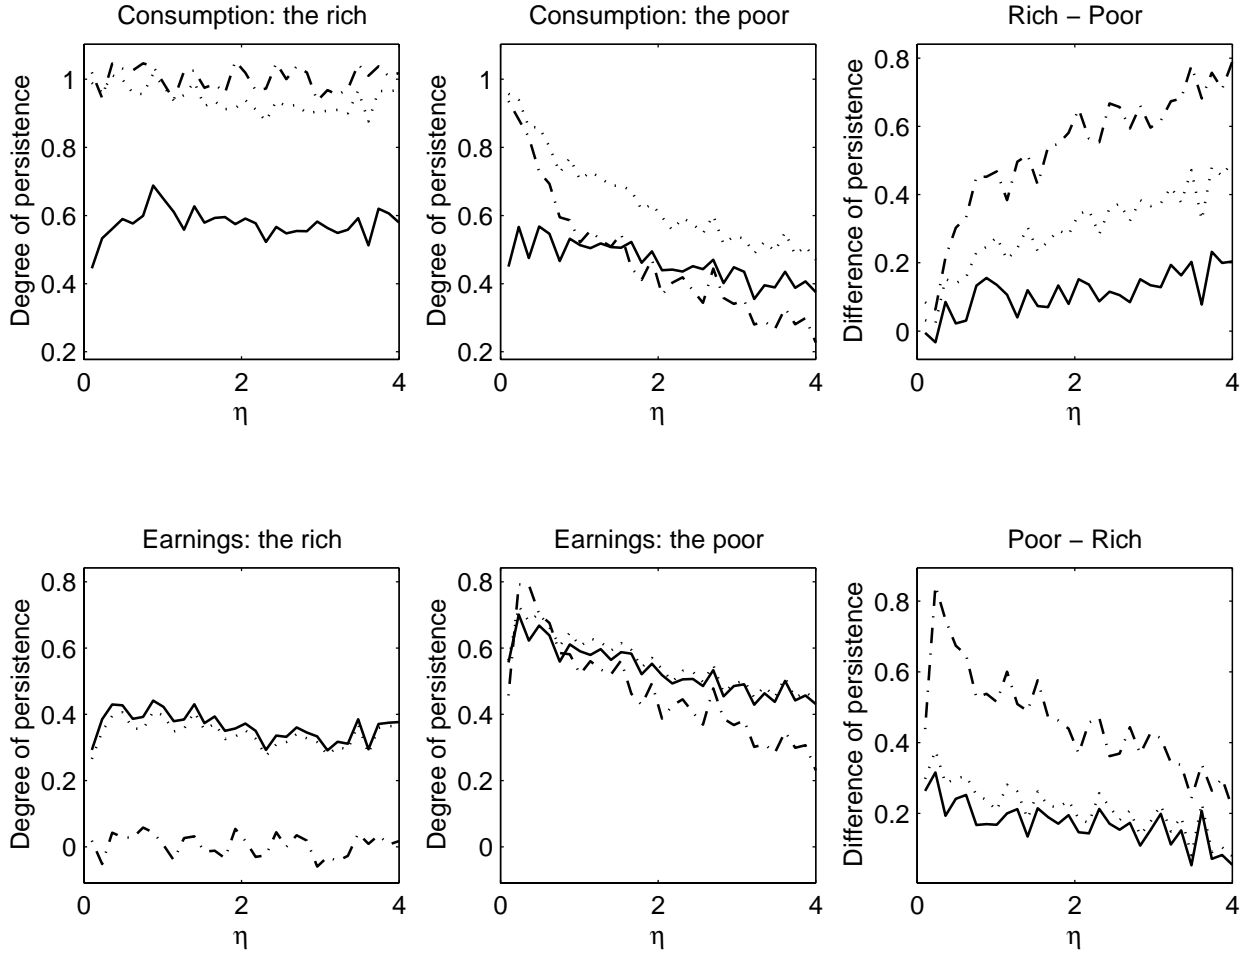 Consumption: the rich
Degree of persistence
1
0.8
0.6
0.4
0.2
0 2 4
η
Consumption: the poor
Degree of persistence
1
0.8
0.6
0.4
0.2
0 2 4
η
Rich − Poor
Difference of persistence
0.8
0.6
0.4
0.2
0
0 2 4
η
Earnings: the rich
Degree of persistence
0.8
0.6
0.4
0.2
0
0 2 4
η
Earnings: the poor
Degree of persistence
0.8
0.6
0.4
0.2
0
0 2 4
η
Poor − Rich
Difference of persistence
0.8
0.6
0.4
0.2
0 2 4
η